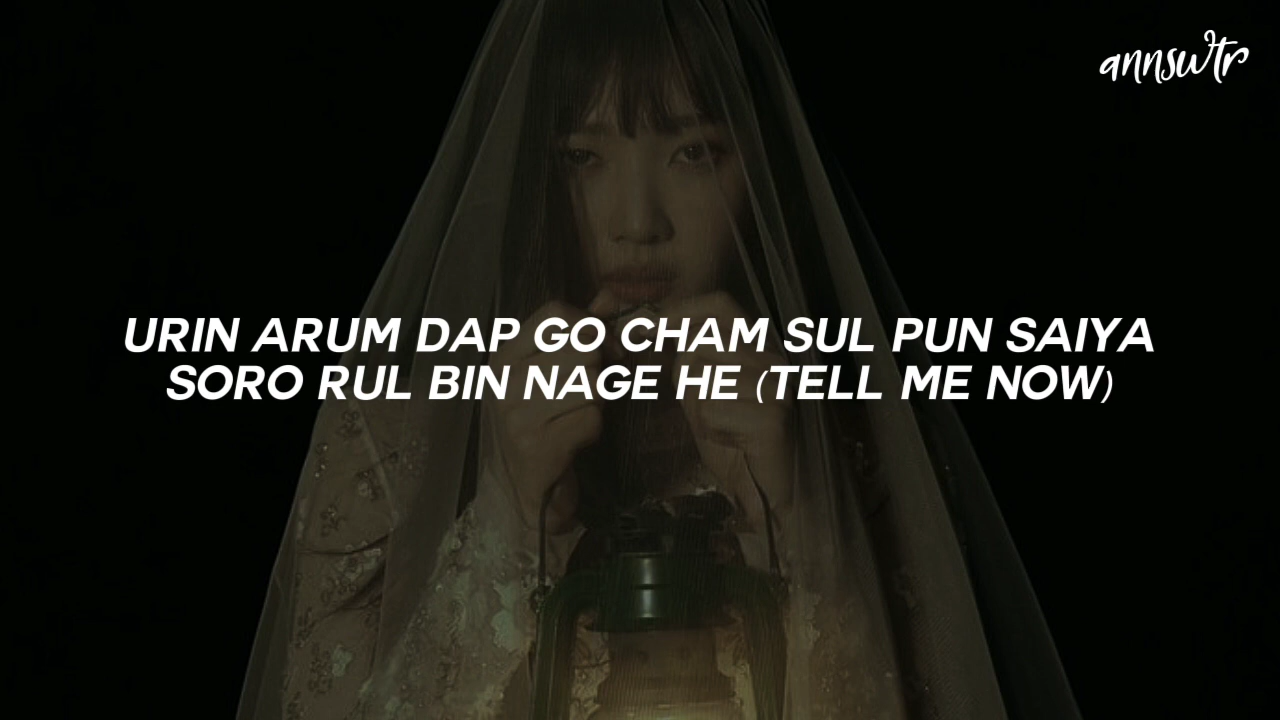 annswtr
URIN ARUM DAP GO CHAM SUL PUN SAIYA
SORO RUL BIN NAGE HE (TELL ME NOW)